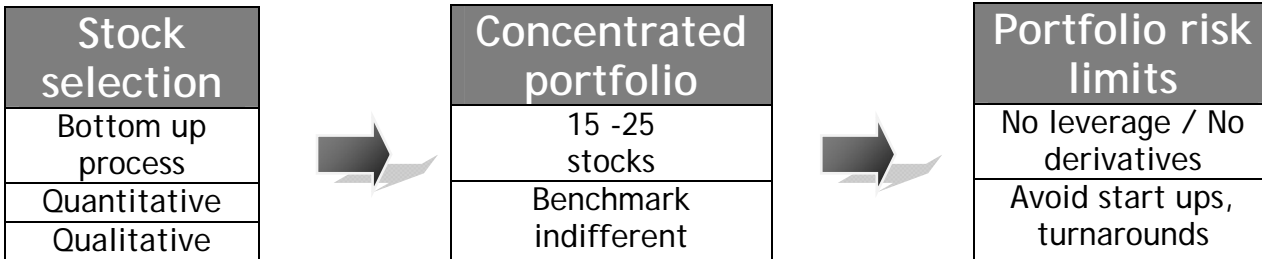 Stock
selection
Bottom up
process
Quantitative
Qualitative
Concentrated
portfolio
15 -25
stocks
Benchmark
indifferent
Portfolio risk
limits
No leverage / No
derivatives
Avoid start ups,
turnarounds